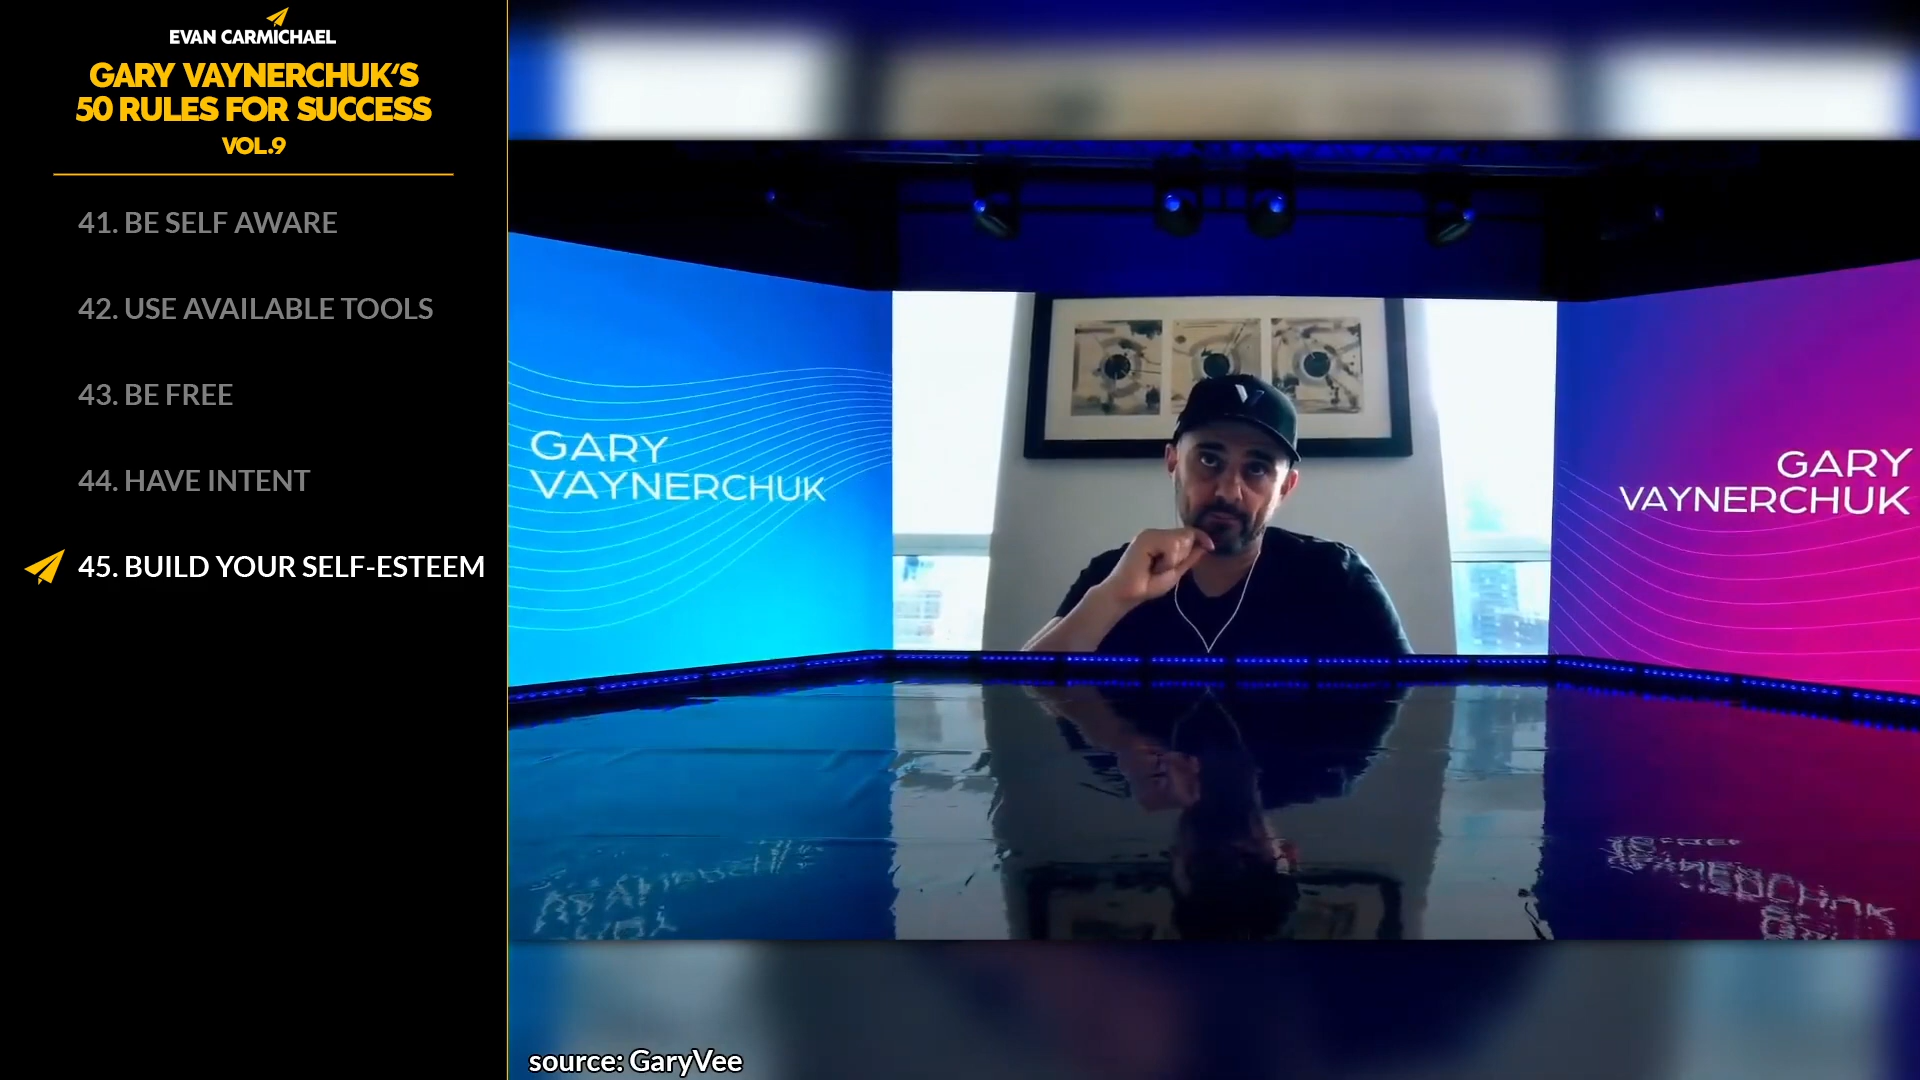 EVAN CARMICHAEL
GARY VAYNERCHUK'S
50 RULES FOR SUCCESS
VOL.9
41. BE SELF AWARE
42. USE AVAILABLE TOOLS
43. BE FREE
44. HAVE INTENT
45. BUILD YOUR SELF-ESTEEM
GARY
VAYNERCHUK
GARY
VAYNERCHUK
source: GaryVee